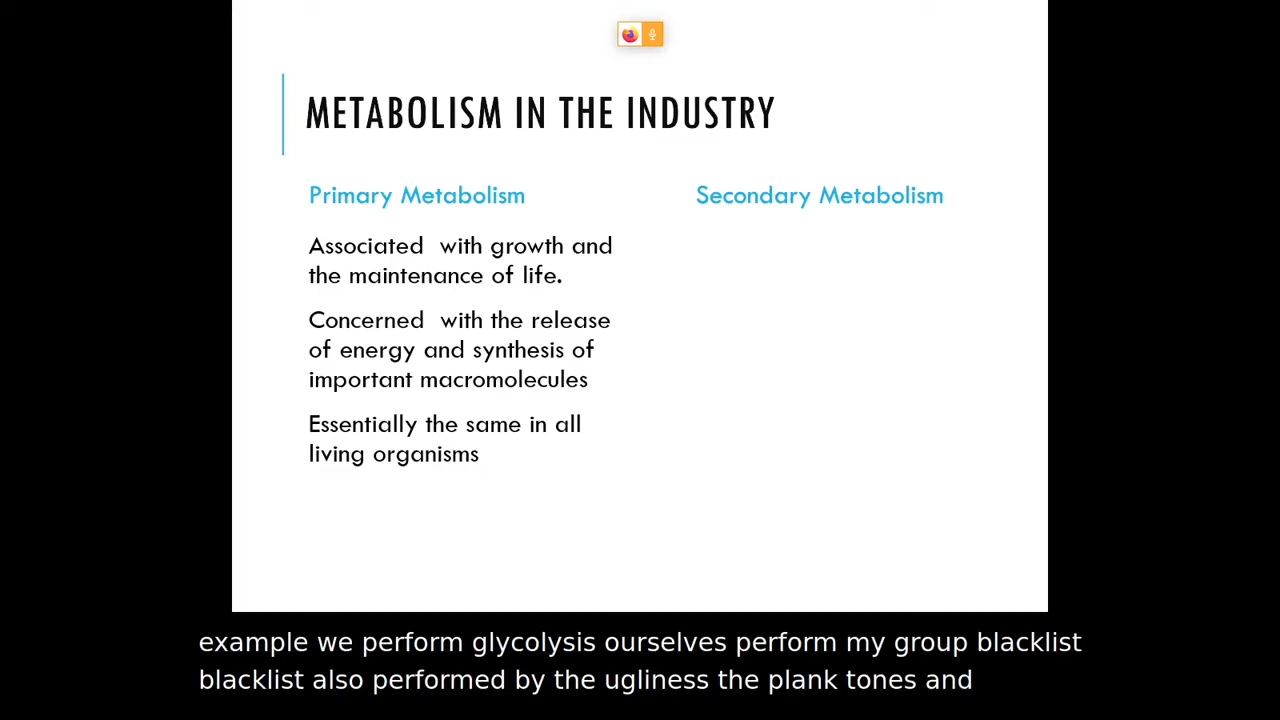 METABOLISM IN THE INDUSTRY
Primary Metabolism
Associated with growth and
the maintenance of life.
Concerned with the release
of energy and synthesis of
important macromolecules
Essentially the same in all
living organisms
Secondary Metabolism
example we perform glycolysis ourselves perform my group blacklist
blacklist also performed by the ugliness the plank tones and